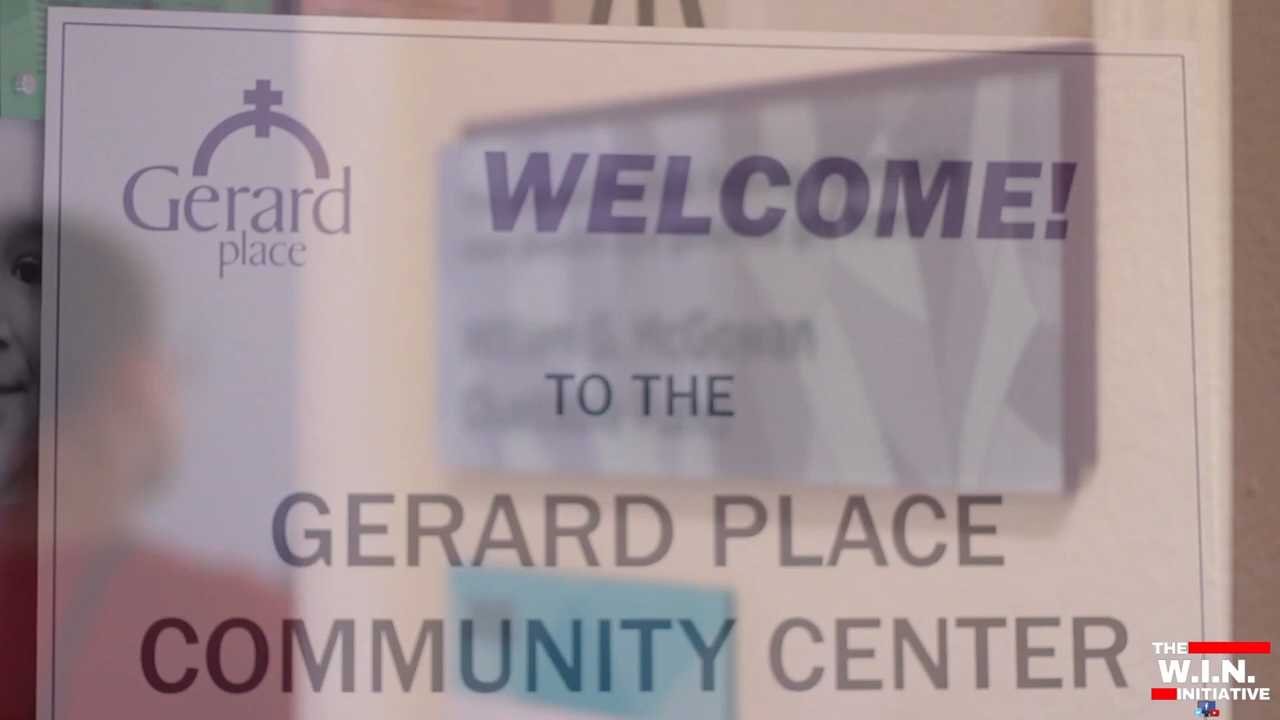 Gerard
place
WELCOME!
TO THE
GERARD PLACE
COMMUNITY CENTER
THE
W.I.N.
INITIATIVE